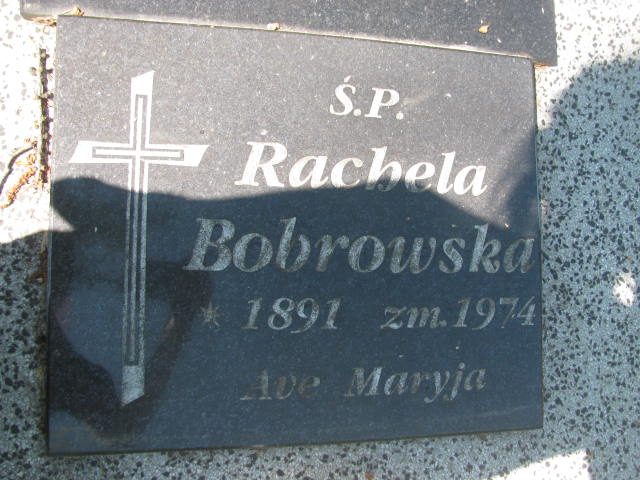 Ś.P.
Rachela
Bobrowska
* 1891 zm. 1974
Ave Maryja